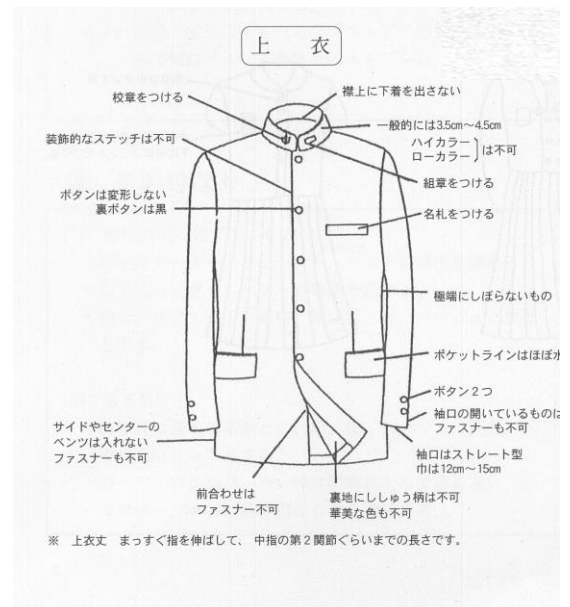 上 衣
校章をつける
襟上に下着を出さない
一般的には3.5cm〜4.5cm
装飾的なステッチは不可
ハイカラー
ローカラー
は不可
組章をつける
ボタンは変形しない
裏ボタンは黒
名札をつける
極端にしぼらないもの
ポケットラインはほぼ水
ボタン2つ
袖口の開いているものは
ファスナーも不可
サイドやセンターの
ベンツは入れない
ファスナーも不可
袖口はストレート型
巾は12cm〜15cm
前合わせは
ファスナー不可
裏地にししゅう柄は不可
華美な色も不可
※ 上衣丈 まっすぐ指を伸ばして、 中指の第2関節ぐらいまでの長さです。